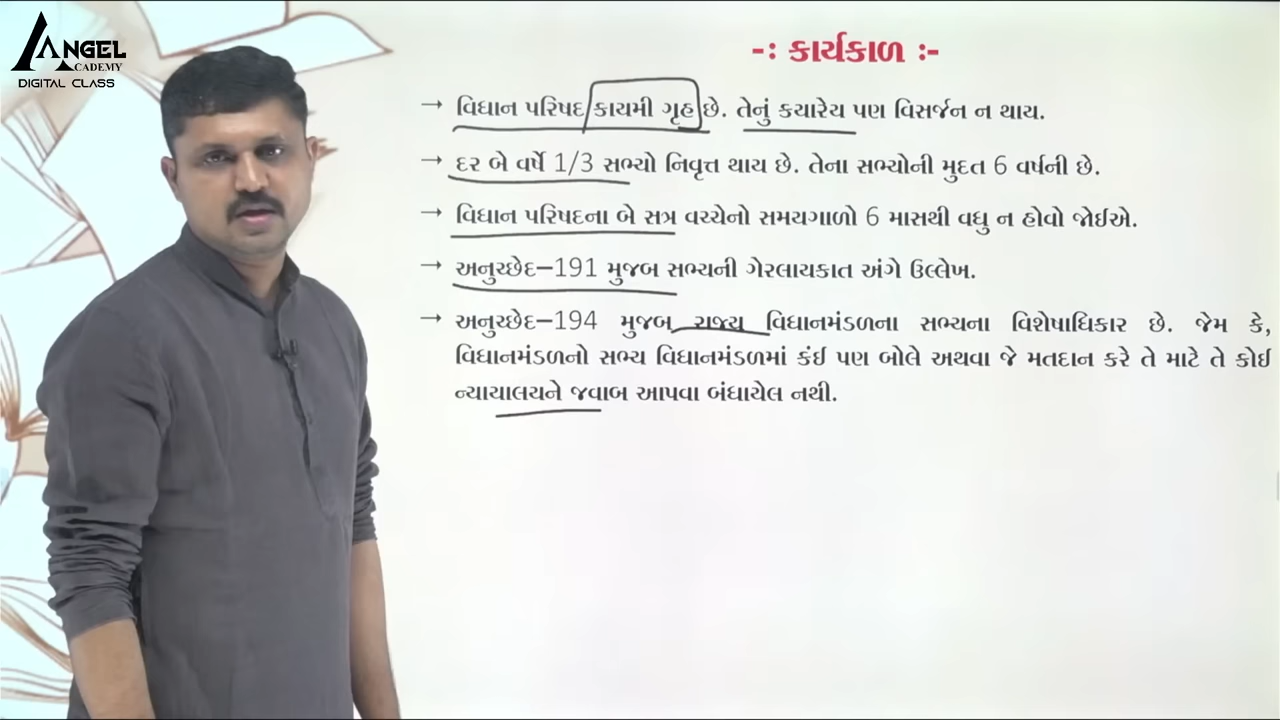 ANGEL
ACADEMY
DIGITAL CLASS
-: કાર્યકાળ :-
→ વિધાન પરિષદ કાયમી ગૃહ છે. તેનું કયારેય પણ વિસર્જન ન થાય.
→ દર બે વર્ષે 1/3 સભ્યો નિવૃત્ત થાય છે. તેના સભ્યોની મુદત 6 વર્ષની છે.
→ વિધાન પરિષદના બે સત્ર વચ્ચેનો સમયગાળો 6 માસથી વધુ ન હોવો જોઈએ.
→ અનુચ્છેદ–191 મુજબ સભ્યની ગેરલાયકાત અંગે ઉલ્લેખ.
→ અનુચ્છેદ–194 મુજબ રાજ્ય વિધાનમંડળના સભ્યના વિશેષાધિકાર છે. જેમ કે,
વિધાનમંડળનો સભ્ય વિધાનમંડળમાં કંઈ પણ બોલે અથવા જે મતદાન કરે તે માટે તે કોઈ
ન્યાયાલયને જવાબ આપવા બંધાયેલ નથી.